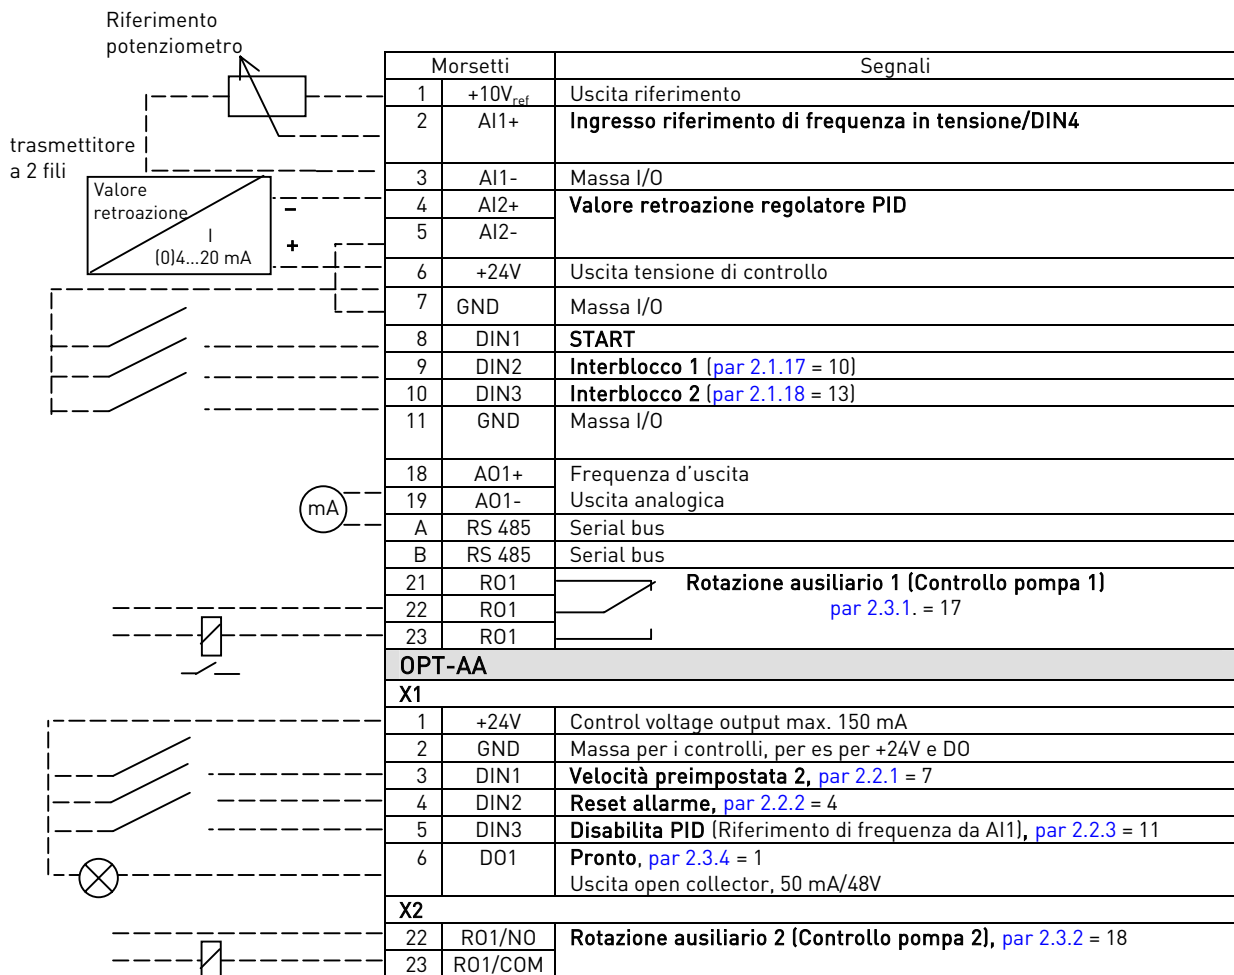 Riferimento
potenziometro
trasmettitore
a 2 fili
Valore
retroazione
−
I
+
(0)4...20 mA
mA
Morsetti Segnali
1 +10Vref Uscita riferimento
2 AI1+ Ingresso riferimento di frequenza in tensione/DIN4
3 AI1- Massa I/O
4 AI2+ Valore retroazione regolatore PID
5 AI2-
6 +24V Uscita tensione di controllo
7 GND Massa I/O
8 DIN1 START
9 DIN2 Interblocco 1 (par 2.1.17 = 10)
10 DIN3 Interblocco 2 (par 2.1.18 = 13)
11 GND Massa I/O
18 AO1+ Frequenza d'uscita
19 AO1- Uscita analogica
A RS 485 Serial bus
B RS 485 Serial bus
21 RO1 Rotazione ausiliario 1 (Controllo pompa 1)
22 RO1 par 2.3.1. = 17
23 RO1
OPT-AA
X1
1 +24V Control voltage output max. 150 mA
2 GND Massa per i controlli, per es per +24V e DO
3 DIN1 Velocità preimpostata 2, par 2.2.1 = 7
4 DIN2 Reset allarme, par 2.2.2 = 4
5 DIN3 Disabilita PID (Riferimento di frequenza da AI1), par 2.2.3 = 11
6 DO1 Pronto, par 2.3.4 = 1
Uscita open collector, 50 mA/48V
X2
22 RO1/NO Rotazione ausiliario 2 (Controllo pompa 2), par 2.3.2 = 18
23 RO1/COM